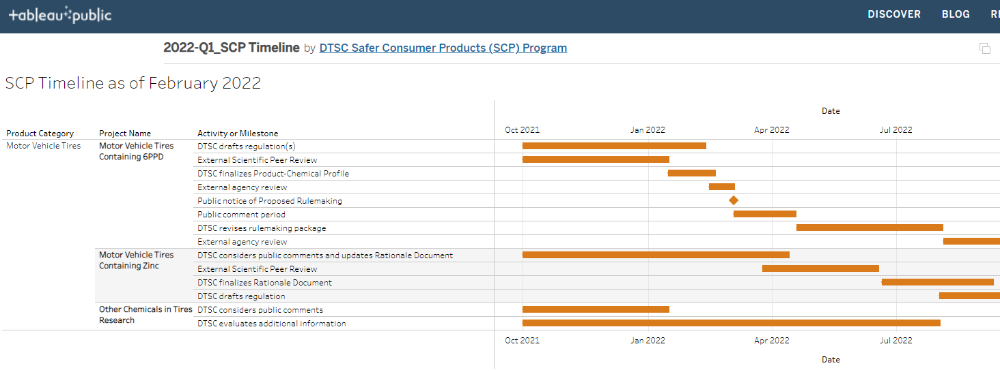 +ableau+public
DISCOVER BLOG
2022-Q1_SCP Timeline by DTSC Safer Consumer Products (SCP) Program
SCP Timeline as of February 2022
Date
Oct 2021 Jan 2022 Apr 2022 Jul 2022
Product Category Project Name Activity or Milestone
Motor Vehicle Tires Motor Vehicle Tires DTSC drafts regulation(s)
Containing 6PPD External Scientific Peer Review
DTSC finalizes Product-Chemical Profile
External agency review
Public notice of Proposed Rulemaking
Public comment period
DTSC revises rulemaking package
External agency review
Motor Vehicle Tires DTSC considers public comments and updates Rationale Document
Containing Zinc External Scientific Peer Review
DTSC finalizes Rationale Document
DTSC drafts regulation
Other Chemicals in Tires DTSC considers public comments
Research DTSC evaluates additional information
Oct 2021 Jan 2022 Apr 2022 Jul 2022
Date